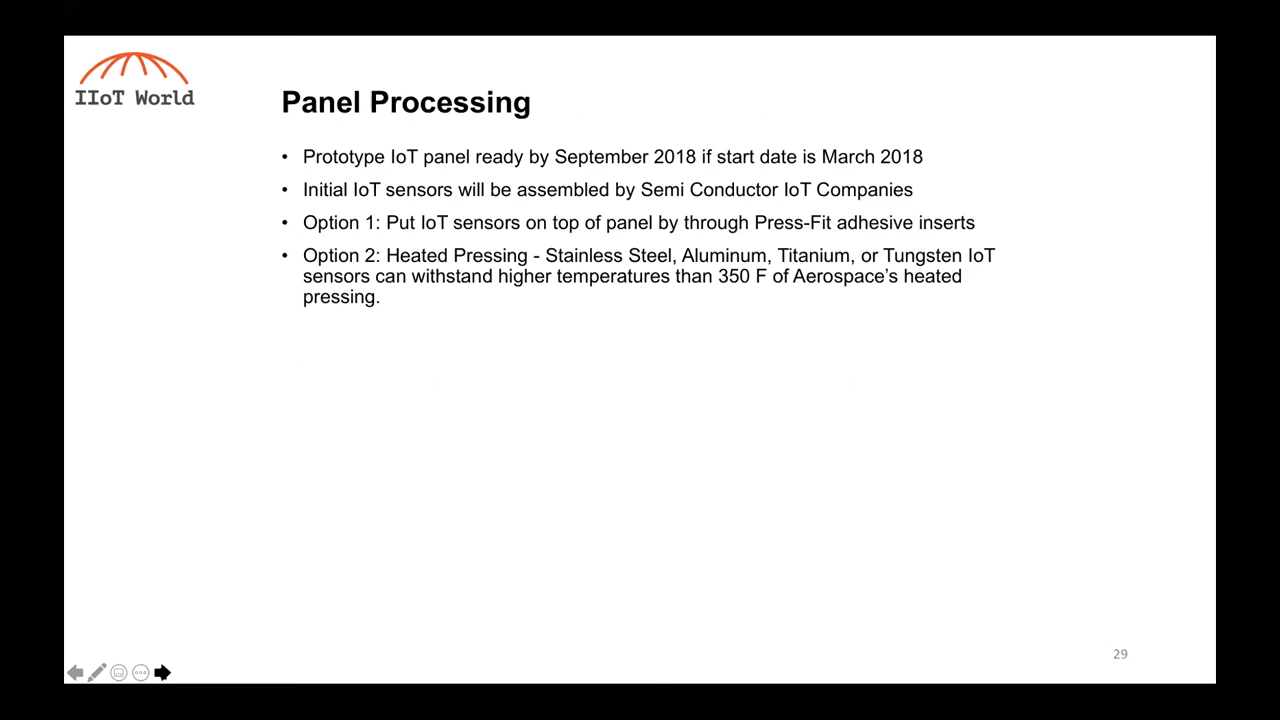 IIoT World
Panel Processing
• Prototype IoT panel ready by September 2018 if start date is March 2018
• Initial IoT sensors will be assembled by Semi Conductor IoT Companies
• Option 1: Put IoT sensors on top of panel by through Press-Fit adhesive inserts
• Option 2: Heated Pressing - Stainless Steel, Aluminum, Titanium, or Tungsten IoT
sensors can withstand higher temperatures than 350 F of Aerospace’s heated
pressing.
29